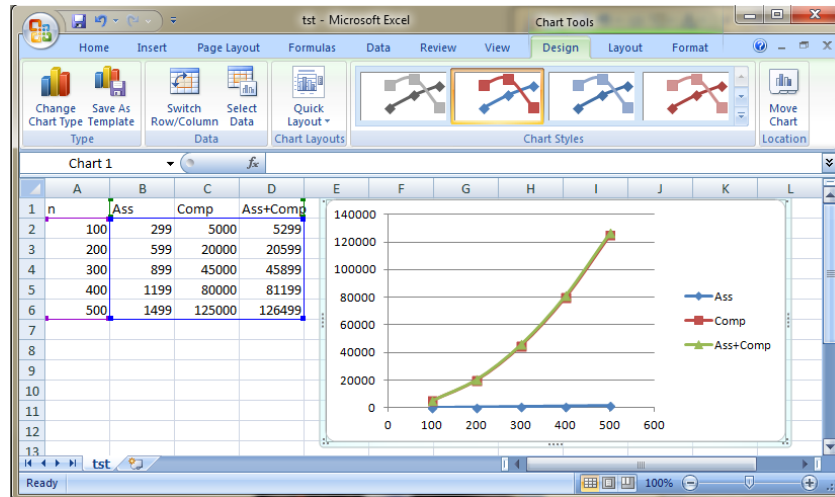 tst - Microsoft Excel
Chart Tools
Home Insert Page Layout Formulas Data Review View Design Layout Format
Change Chart Type
Save As Template
Switch Row/Column
Select Data
Quick Layout
Move Chart
Type Data Chart Layouts Chart Styles Location
Chart 1 fx
A B C D E F G H I J K L
1 n Ass Comp Ass+Comp
2 100 299 5000 5299
3 200 599 20000 20599
4 300 899 45000 45899
5 400 1199 80000 81199
6 500 1499 125000 126499
7
8
9
10
11
12
13
140000
120000
100000
80000
60000
40000
20000
0
0 100 200 300 400 500 600
Ass
Comp
Ass+Comp
tst
Ready 100%